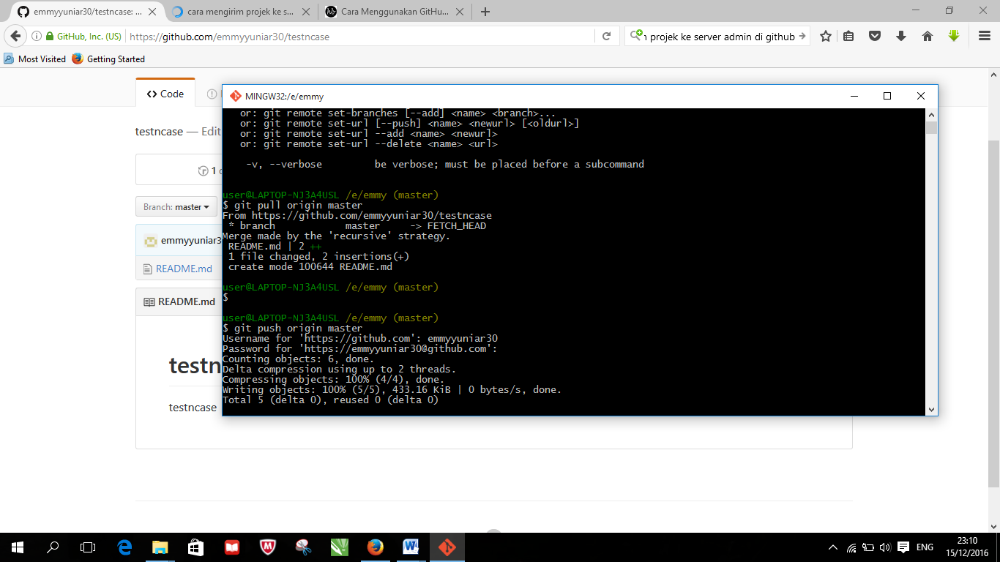 emmyyuniar30/testncase: ...
cara mengirim projek ke s...
Cara Menggunakan GitHu...
GitHub, Inc. (US)
https://github.com/emmyyuniar30/testncase
projek ke server admin di github
Most Visited
Getting Started
Code
MINGW32:/e/emmy
or: git remote set-branches [--add] <name> <branch>...
or: git remote set-url [--push] <name> <newurl> [<oldurl>]
or: git remote set-url --add <name> <newurl>
or: git remote set-url --delete <name> <url>
-v, --verbose be verbose; must be placed before a subcommand
user@LAPTOP-NJ3A4USL /e/emmy (master)
$ git pull origin master
From https://github.com/emmyyuniar30/testncase
* branch master -> FETCH_HEAD
Merge made by the 'recursive' strategy.
README.md | 2 ++
1 file changed, 2 insertions(+)
create mode 100644 README.md
user@LAPTOP-NJ3A4USL /e/emmy (master)
$
user@LAPTOP-NJ3A4USL /e/emmy (master)
$ git push origin master
Username for 'https://github.com': emmyyuniar30
Password for 'https://emmyyuniar30@github.com':
Counting objects: 6, done.
Delta compression using up to 2 threads.
Compressing objects: 100% (4/4), done.
Writing objects: 100% (5/5), 433.16 KiB | 0 bytes/s, done.
Total 5 (delta 0), reused 0 (delta 0)
testncase — Edit
1
Branch: master
emmyyuniar3
README.md
README.md
testn
testncase
ENG
23:10
15/12/2016